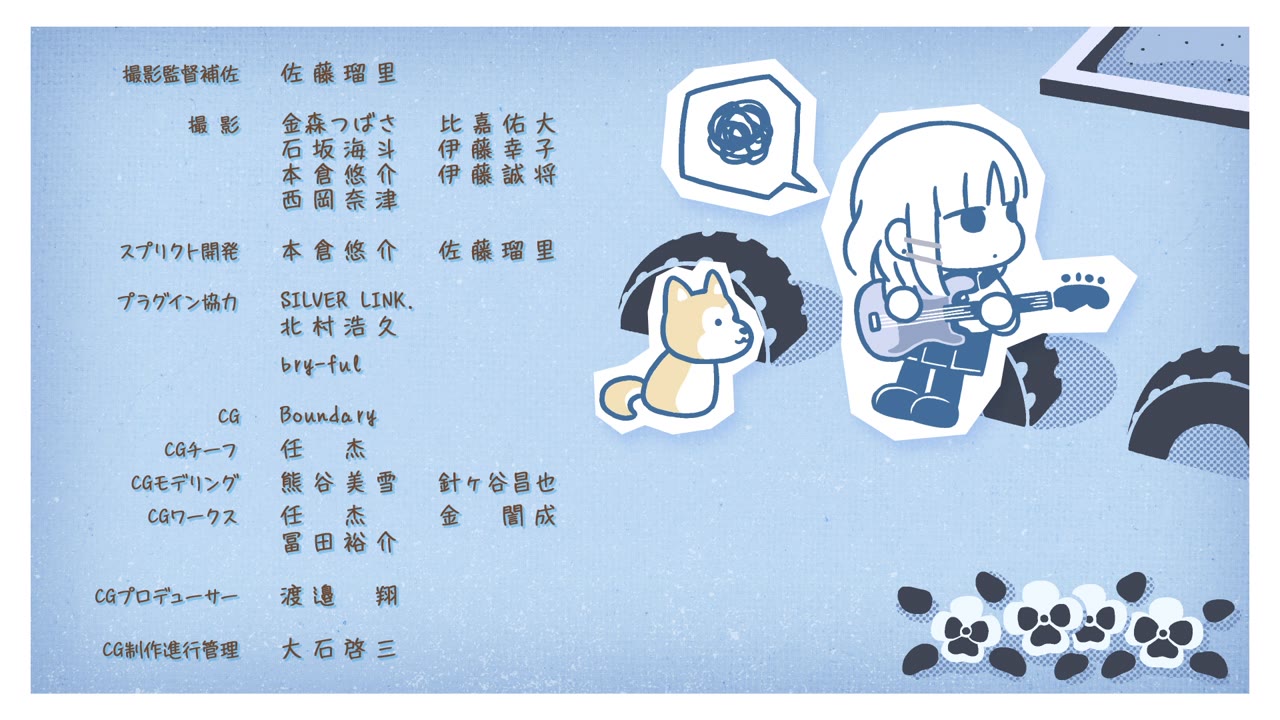 撮影監督補佐 佐藤瑠里
撮影 金森つばさ 比嘉佑大
石坂海斗 伊藤幸子
本倉悠介 伊藤誠将
西岡奈津
スプリクト開発 本倉悠介 佐藤瑠里
プラグイン協力 SILVER LINK.
北村浩久
bry-ful
CG Boundary
CGチーフ 任 杰
CGモデリング 熊谷美雪 針ヶ谷昌也
CGワークス 任 杰 金 誾成
冨田裕介
CGプロデューサー 渡邉 翔
CG制作進行管理 大石啓三